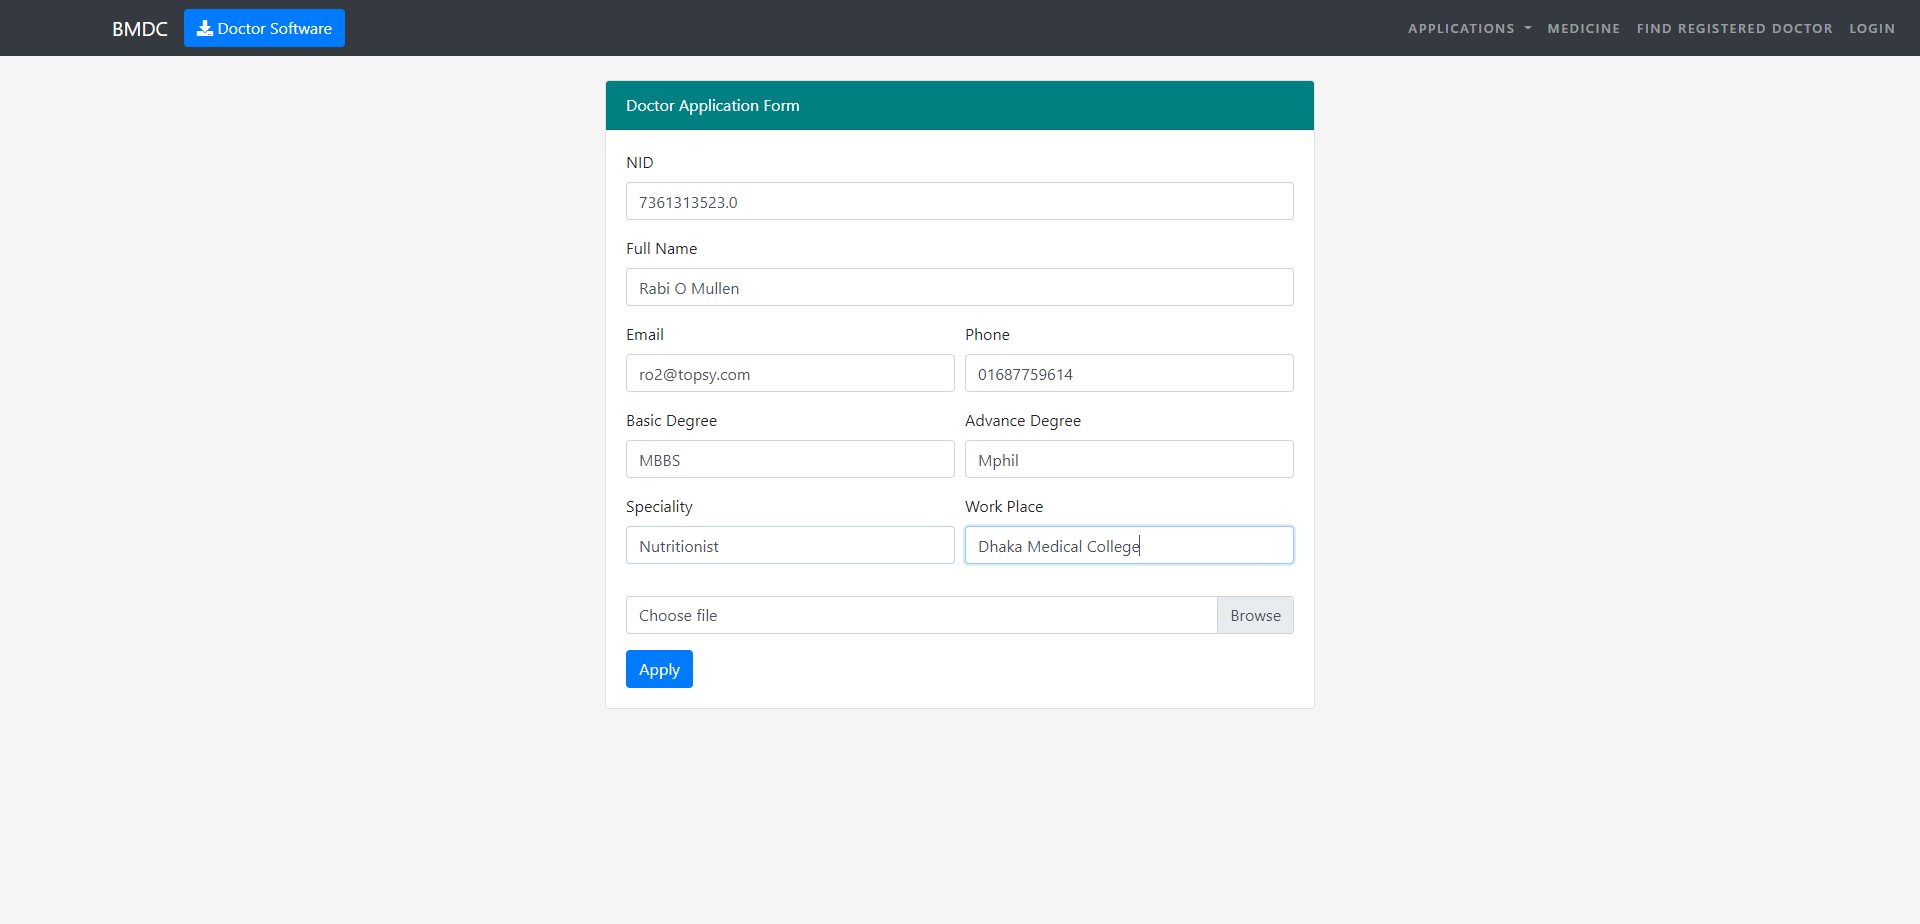 BMDC Doctor Software APPLICATIONS MEDICINE FIND REGISTERED DOCTOR LOGIN
Doctor Application Form
NID
7361313523.0
Full Name
Rabi O Mullen
Email Phone
ro2@topsy.com 01687759614
Basic Degree Advance Degree
MBBS Mphil
Speciality Work Place
Nutritionist Dhaka Medical College
Choose file Browse
Apply